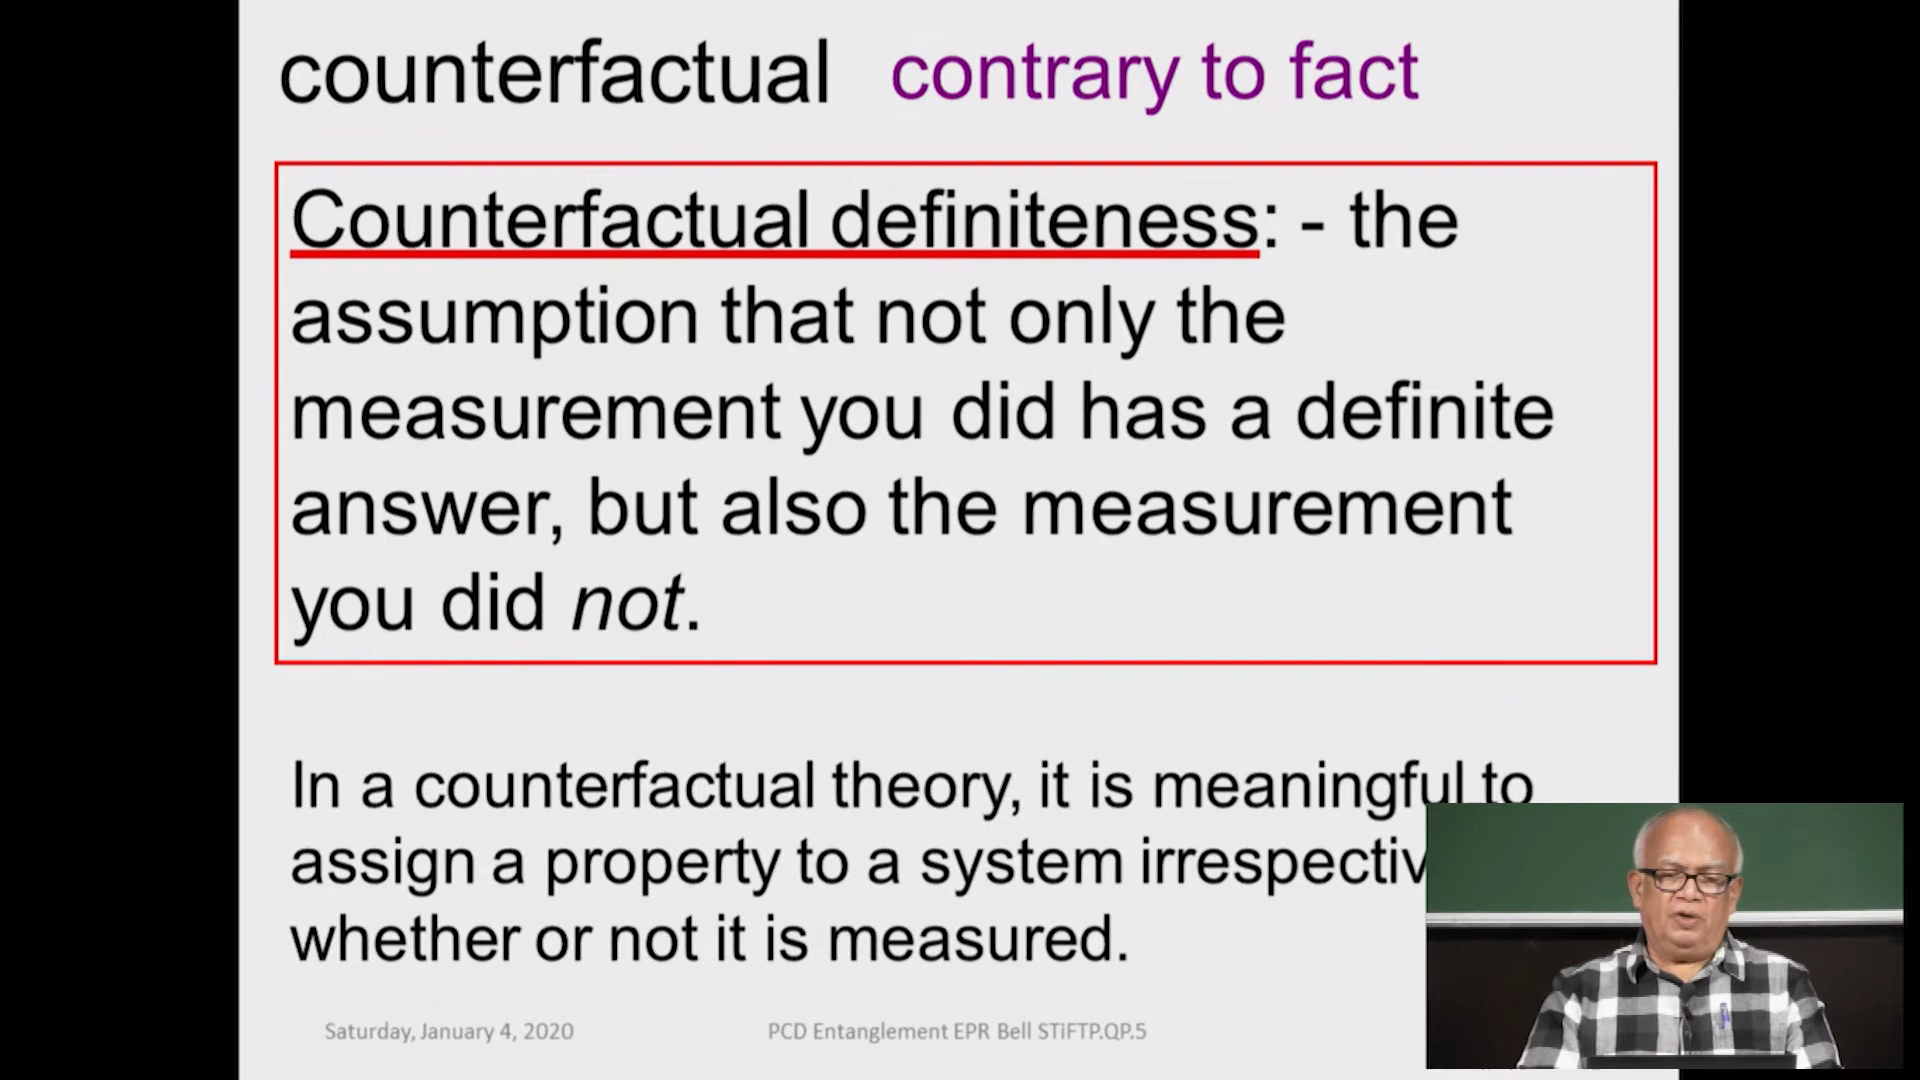 counterfactual contrary to fact
Counterfactual definiteness: - the
assumption that not only the
measurement you did has a definite
answer, but also the measurement
you did not.
In a counterfactual theory, it is meaningful to
assign a property to a system irrespectiv
whether or not it is measured.
Saturday, January 4, 2020 PCD Entanglement EPR Bell STiFTP.QP.5